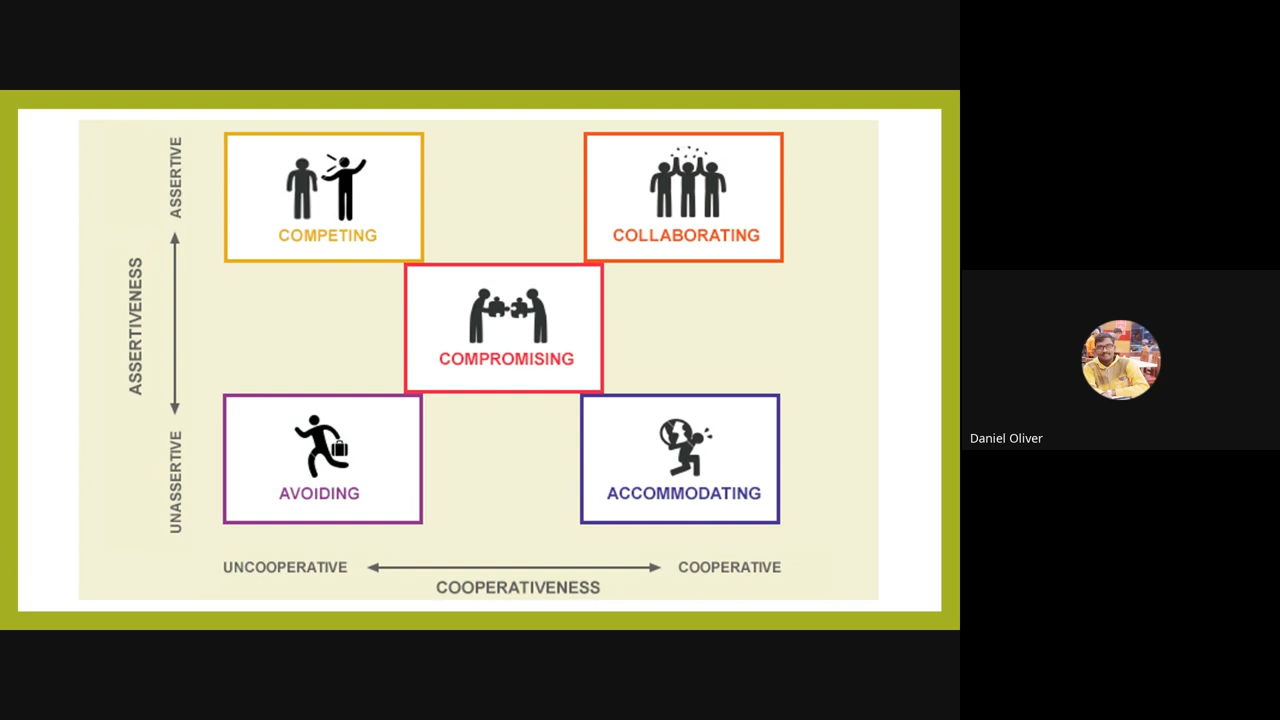 ASSERTIVE
ASSERTIVENESS
UNASSERTIVE
COMPETING
COLLABORATING
COMPROMISING
AVOIDING
ACCOMMODATING
UNCOOPERATIVE
COOPERATIVE
COOPERATIVENESS
Daniel Oliver